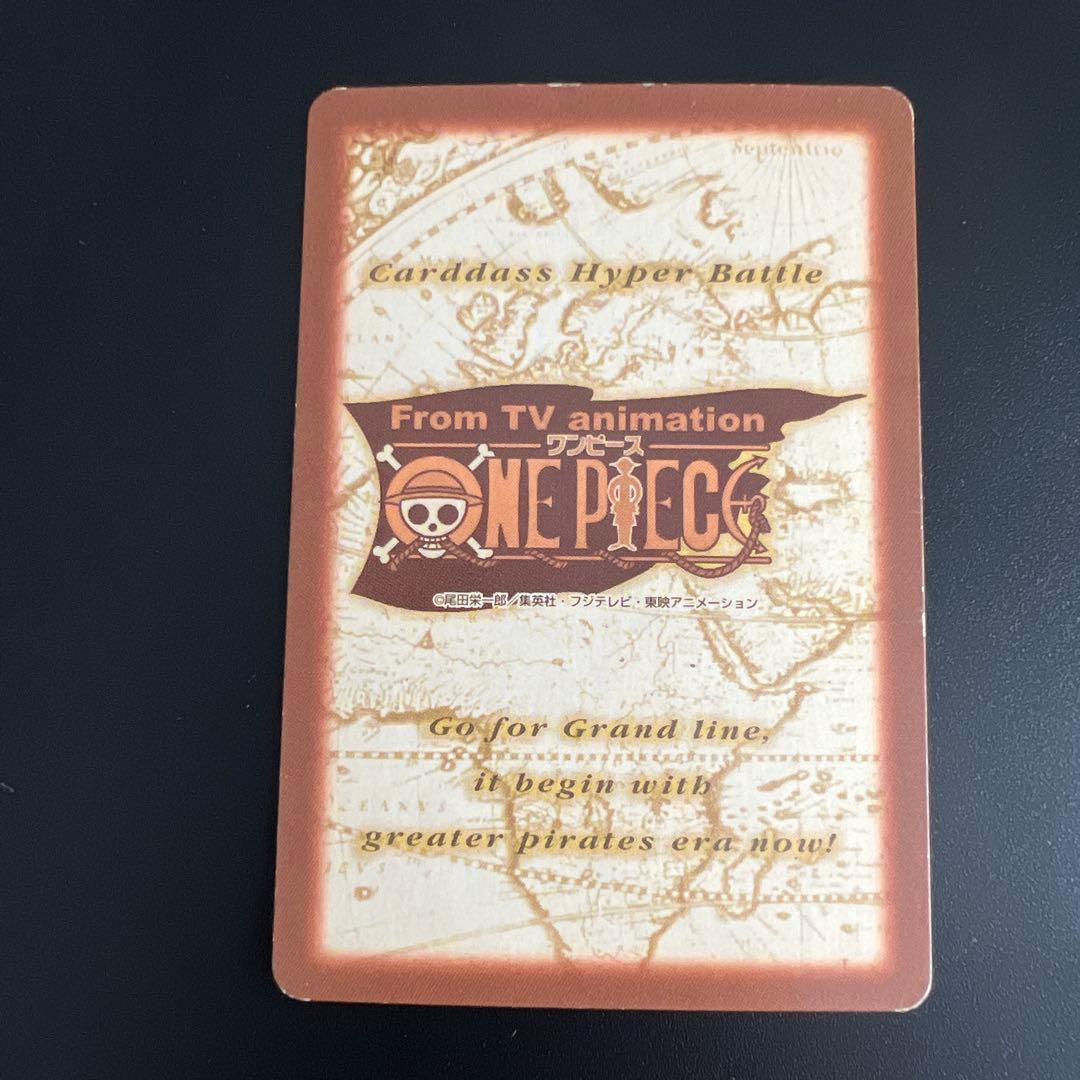 Septentrio
Carddass Hyper Battle
From TV animation
ワンピース
ONE PIECE
©尾田栄一郎／集英社・フジテレビ・東映アニメーション
Go for Grand line,
it begin with
greater pirates era now!